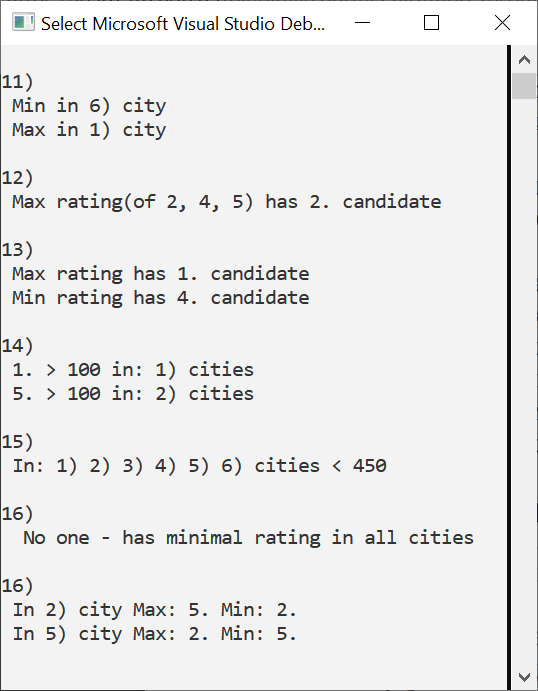 Select Microsoft Visual Studio Deb...
11)
Min in 6) city
Max in 1) city
12)
Max rating(of 2, 4, 5) has 2. candidate
13)
Max rating has 1. candidate
Min rating has 4. candidate
14)
1. > 100 in: 1) cities
5. > 100 in: 2) cities
15)
In: 1) 2) 3) 4) 5) 6) cities < 450
16)
No one - has minimal rating in all cities
16)
In 2) city Max: 5. Min: 2.
In 5) city Max: 2. Min: 5.